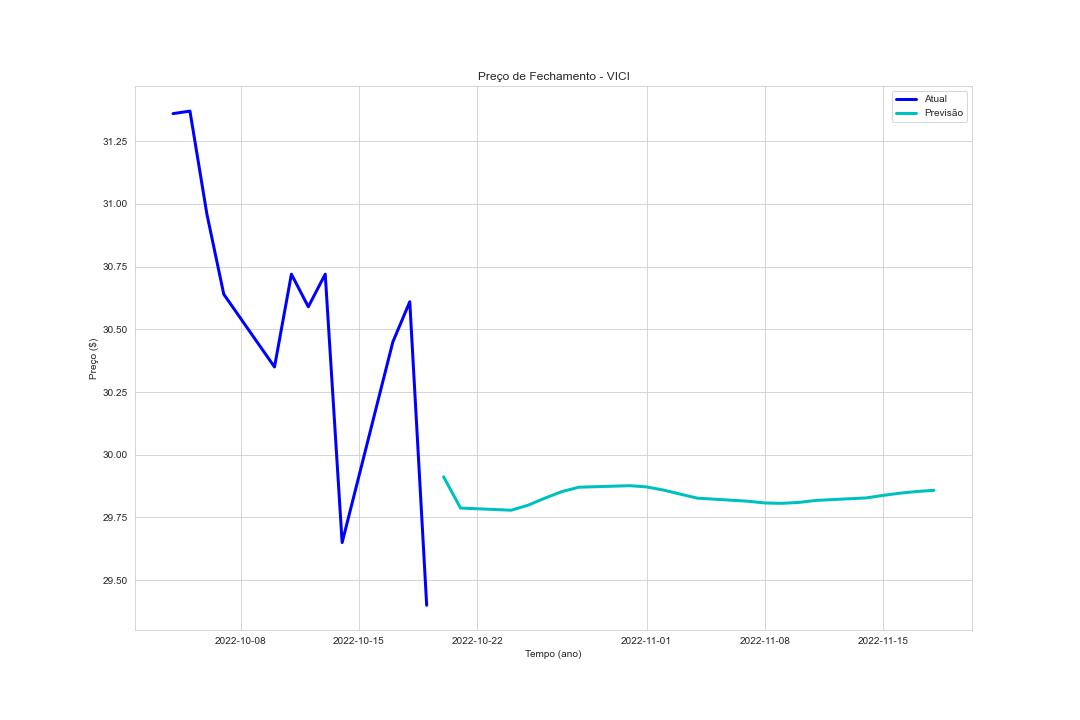 Preço de Fechamento - VICI
Atual
Previsão
31.25
31.00
30.75
30.50
30.25
30.00
29.75
29.50
Preço ($)
2022-10-08
2022-10-15
2022-10-22
2022-11-01
2022-11-08
2022-11-15
Tempo (ano)